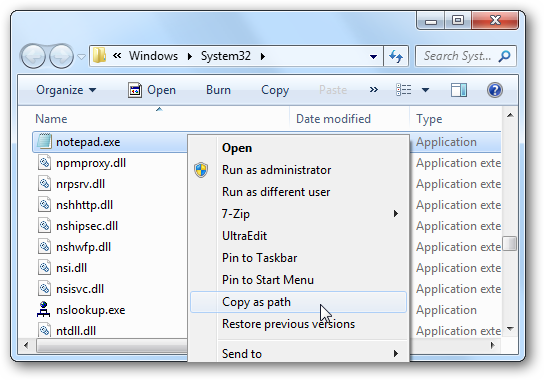 « Windows ▸ System32 ▸ Search Syst...
Organize ▾ Open Burn Copy Paste »
Name Date modified Type
notepad.exe Application
npmproxy.dll Application exte
nrpsrv.dll Application exte
nshhttp.dll Application exte
nshipsec.dll Application exte
nshwfp.dll Application exte
nsi.dll Application exte
nsisvc.dll Application exte
nslookup.exe Application
ntdll.dll Application exte
Open
Run as administrator
Run as different user
7-Zip
UltraEdit
Pin to Taskbar
Pin to Start Menu
Copy as path
Restore previous versions
Send to